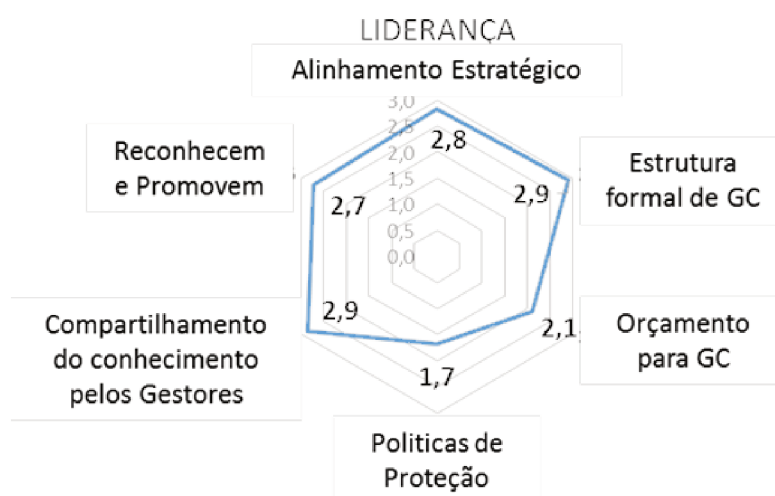 LIDERANÇA
Alinhamento Estratégico
3,0
2,5
2,0
1,5
1,0
0,5
0,0
2,8
Reconhecem
e Promovem
2,7
2,9
Estrutura
formal de GC
2,9
Compartilhamento
do conhecimento
pelos Gestores
2,1
Orçamento
para GC
1,7
Politicas de
Proteção